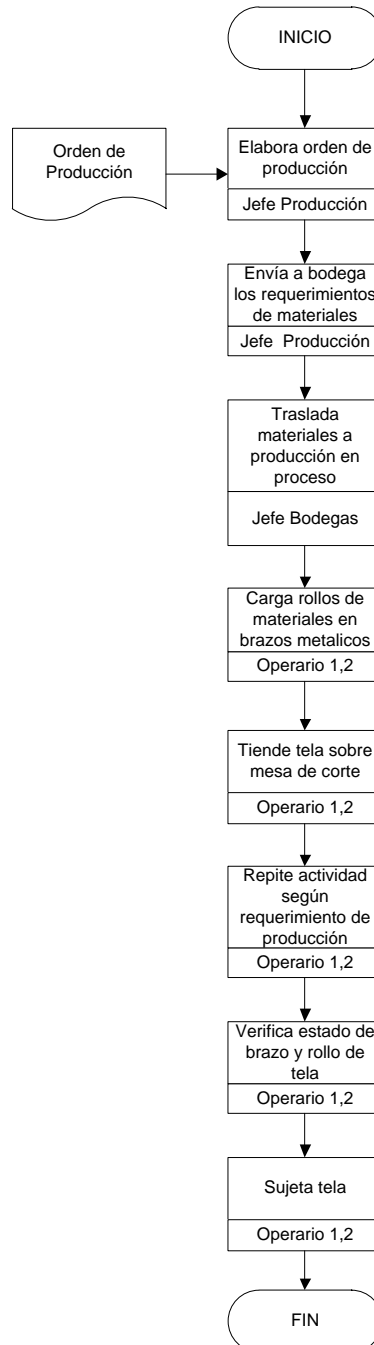 INICIO
Orden de
Producción
Elabora orden de
producción
Jefe Producción
Envía a bodega
los requerimientos
de materiales
Jefe Producción
Traslada
materiales a
producción en
proceso
Jefe Bodegas
Carga rollos de
materiales en
brazos metalicos
Operario 1,2
Tiende tela sobre
mesa de corte
Operario 1,2
Repite actividad
según
requerimiento de
producción
Operario 1,2
Verifica estado de
brazo y rollo de
tela
Operario 1,2
Sujeta tela
Operario 1,2
FIN